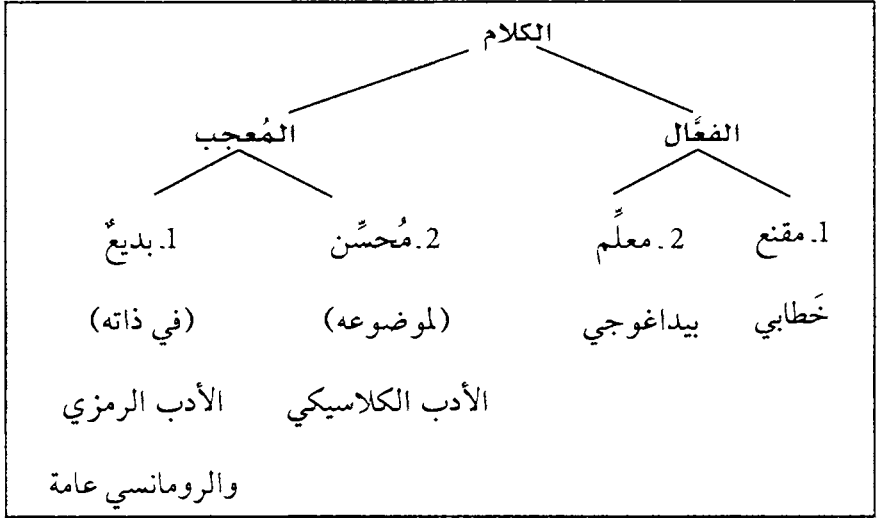 الكلام
الفعَّال المُعجب
1. مقنع 2. معلِّم 2. مُحسِّن 1. بديعٌ
خَطابي بيداغوجي (لموضوعه) (في ذاته)
الأدب الكلاسيكي الأدب الرمزي
والرومانسي عامة